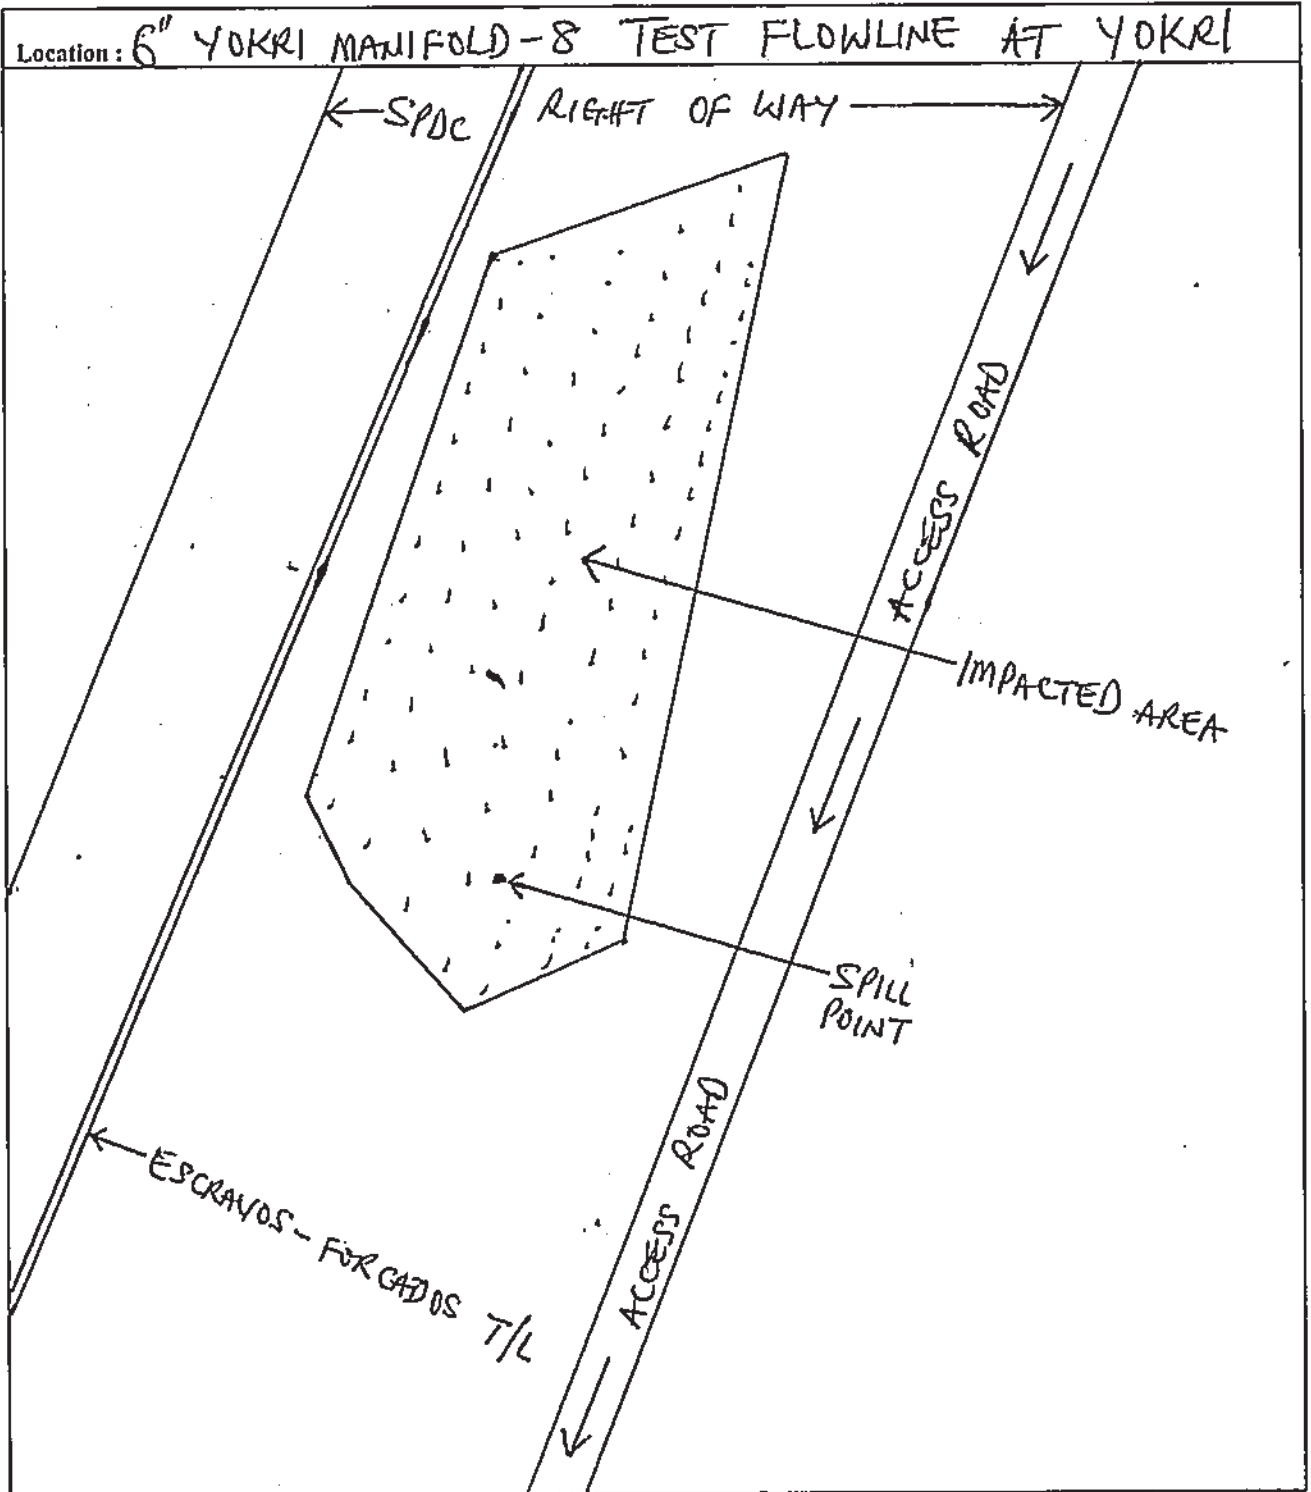 Location : 6" YOKRI MANIFOLD-8 TEST FLOWLINE AT YOKRI
SPDC RIGHT OF WAY
ACCESS ROAD
IMPACTED AREA
SPILL
POINT
ACCESS ROAD
ESCRAVOS - FORCADOS T/L